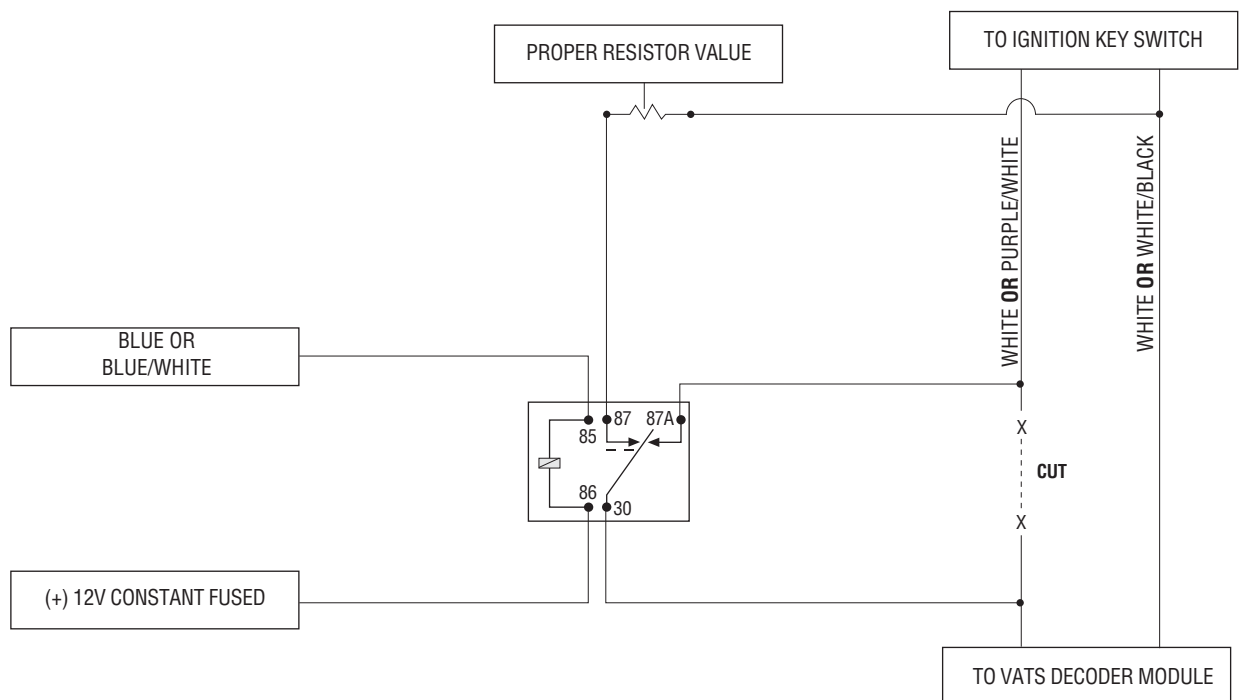 PROPER RESISTOR VALUE
TO IGNITION KEY SWITCH
WHITE OR PURPLE/WHITE
WHITE OR WHITE/BLACK
BLUE OR
BLUE/WHITE
87
87A
85
86
30
X
CUT
X
(+) 12V CONSTANT FUSED
TO VATS DECODER MODULE